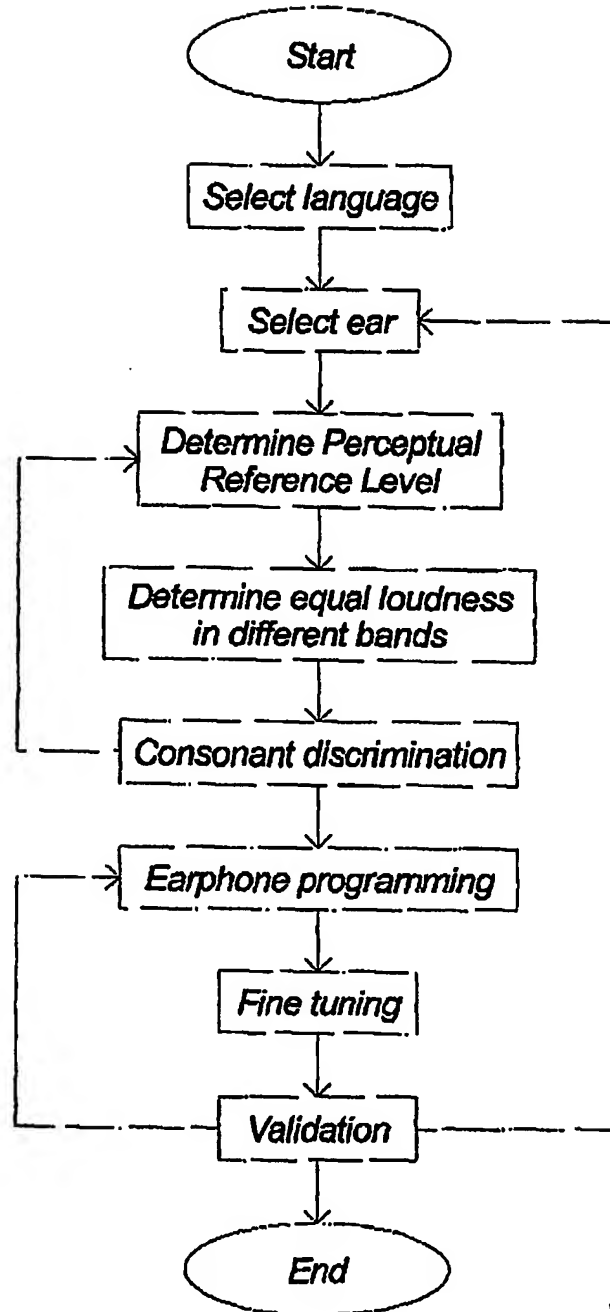 Start
Select language
Select ear
Determine Perceptual
Reference Level
Determine equal loudness
in different bands
Consonant discrimination
Earphone programming
Fine tuning
Validation
End